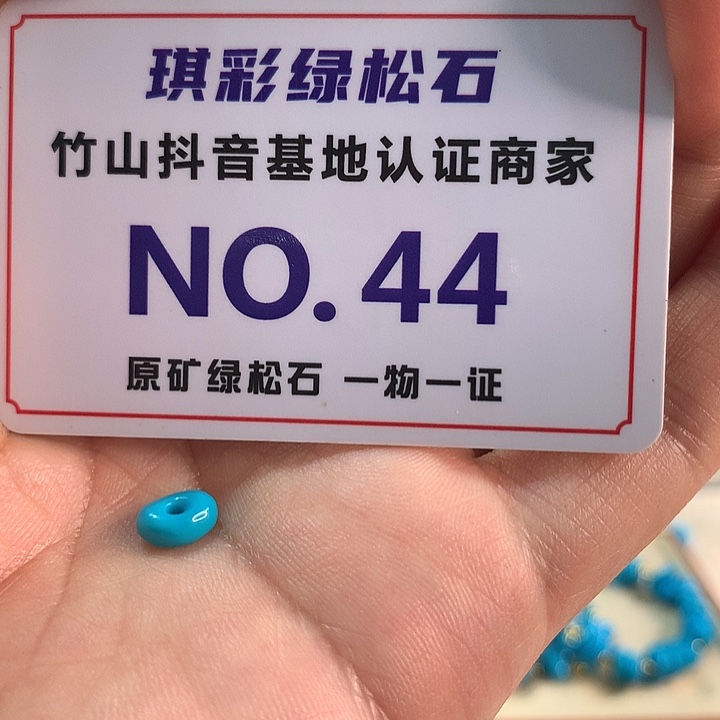 琪彩绿松石
竹山抖音基地认证商家
NO.44
原矿绿松石 一物一证